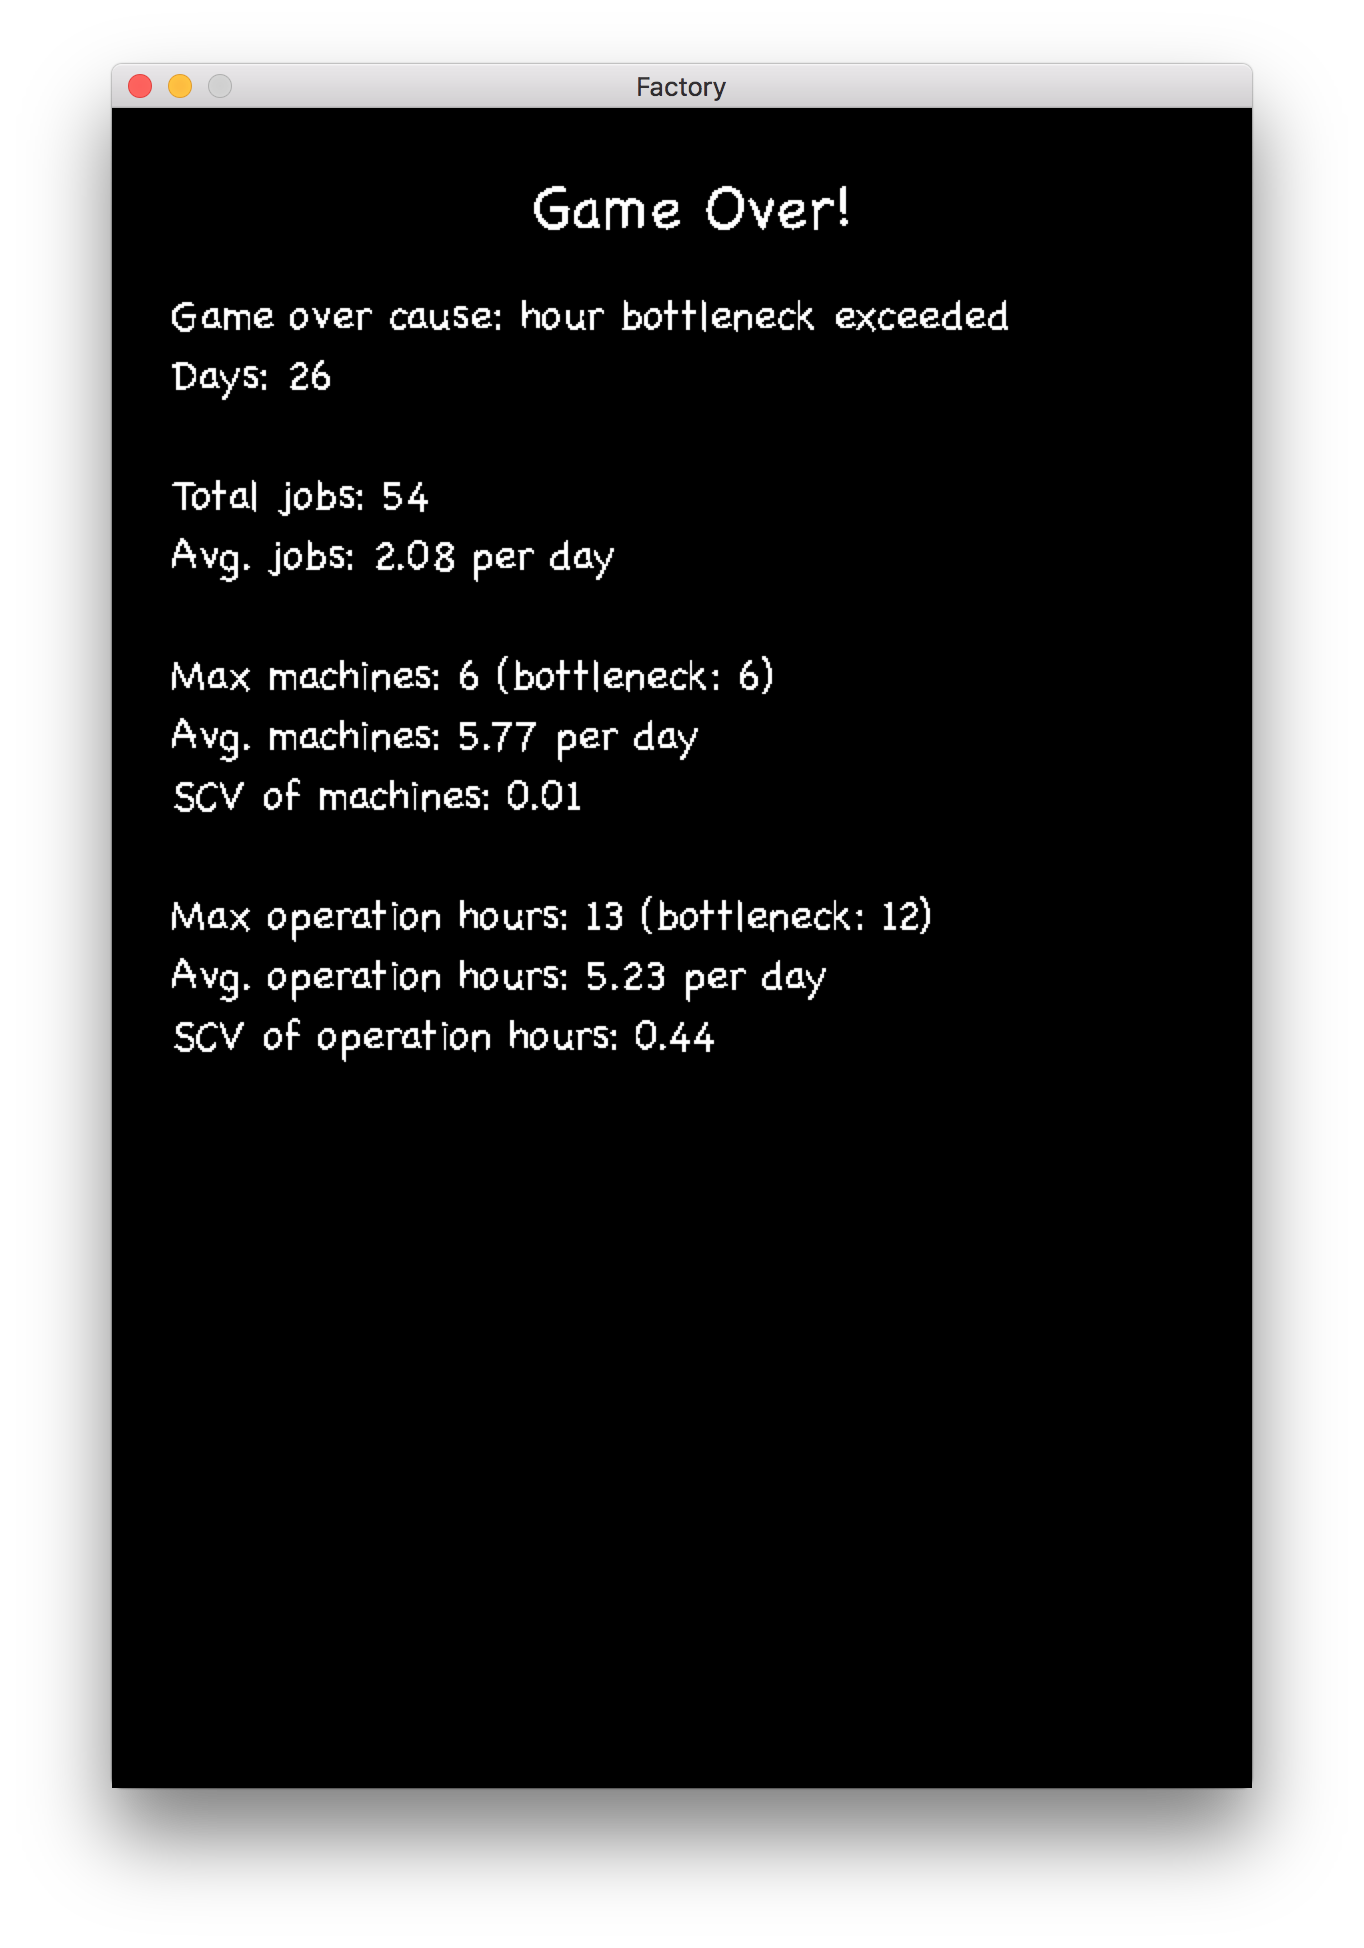 Factory
Game Over!
Game over cause: hour bottleneck exceeded
Days: 26
Total jobs: 54
Avg. jobs: 2.08 per day
Max machines: 6 (bottleneck: 6)
Avg. machines: 5.77 per day
SCV of machines: 0.01
Max operation hours: 13 (bottleneck: 12)
Avg. operation hours: 5.23 per day
SCV of operation hours: 0.44